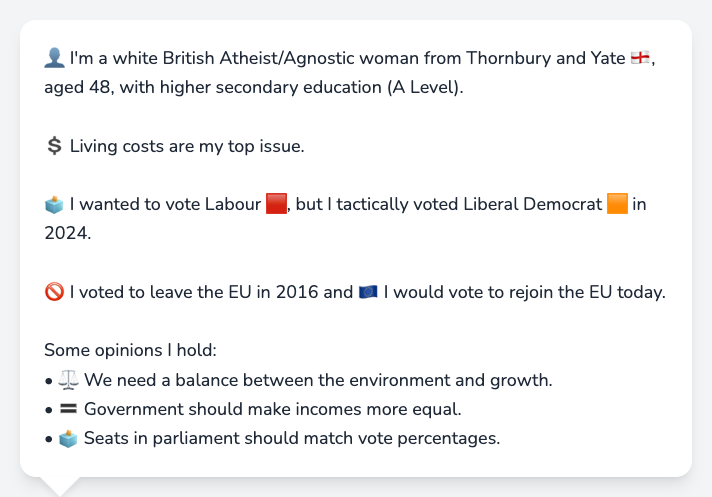 👤 I'm a white British Atheist/Agnostic woman from Thornbury and Yate 🏴󠁧󠁢󠁥󠁮󠁧󠁿,
aged 48, with higher secondary education (A Level).
💲 Living costs are my top issue.
🗳️ I wanted to vote Labour 🟥, but I tactically voted Liberal Democrat 🟧 in
2024.
🚫 I voted to leave the EU in 2016 and 🇪🇺 I would vote to rejoin the EU today.
Some opinions I hold:
• ⚖️ We need a balance between the environment and growth.
• 🟰 Government should make incomes more equal.
• 🗳️ Seats in parliament should match vote percentages.